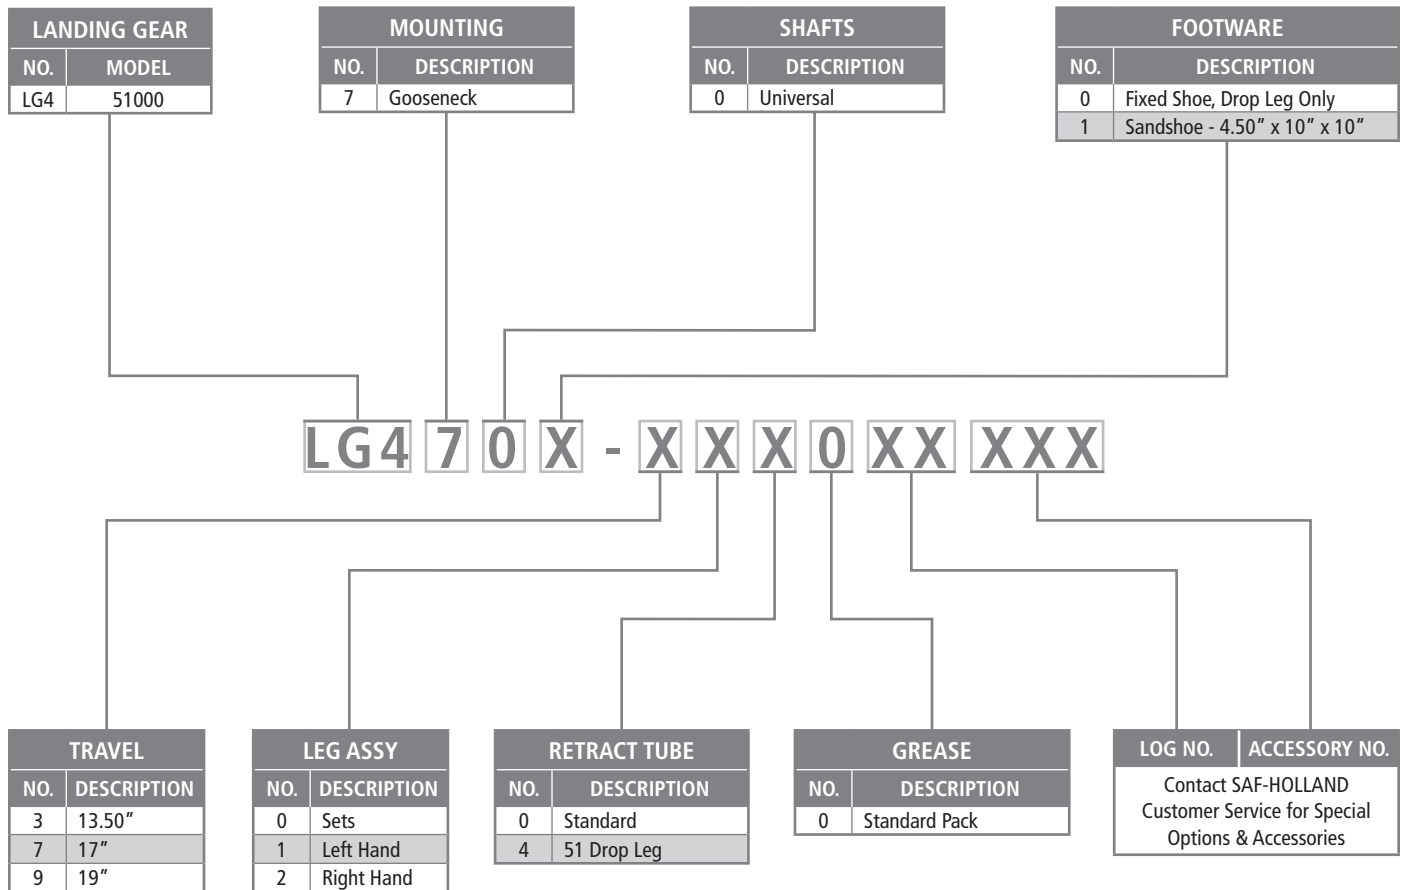 LANDING GEAR
NO. MODEL
LG4 51000
MOUNTING
NO. DESCRIPTION
7 Gooseneck
SHAFTS
NO. DESCRIPTION
0 Universal
FOOTWARE
NO. DESCRIPTION
0 Fixed Shoe, Drop Leg Only
1 Sandshoe - 4.50” x 10” x 10”
LG4 7 0 X - X X X 0 XX XXX
TRAVEL
NO. DESCRIPTION
3 13.50”
7 17”
9 19”
LEG ASSY
NO. DESCRIPTION
0 Sets
1 Left Hand
2 Right Hand
RETRACT TUBE
NO. DESCRIPTION
0 Standard
4 51 Drop Leg
GREASE
NO. DESCRIPTION
0 Standard Pack
LOG NO. ACCESSORY NO.
Contact SAF-HOLLAND
Customer Service for Special
Options & Accessories